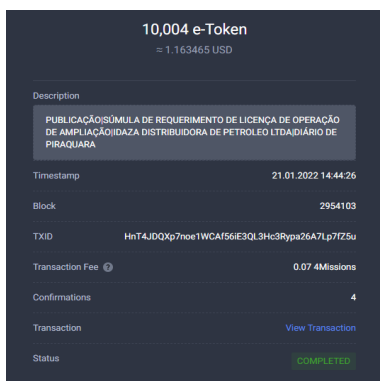 10,004 e-Token
≈ 1.163465 USD
Description
PUBLICAÇÃO|SÚMULA DE REQUERIMENTO DE LICENÇA DE OPERAÇÃO
DE AMPLIAÇÃO|IDAZA DISTRIBUIDORA DE PETROLEO LTDA|DIÁRIO DE
PIRAQUARA
Timestamp 21.01.2022 14:44:26
Block 2954103
TXID HnT4JDQXp7noe1WCAf56iE3QL3Hc3Rypa26A7Lp7fZ5u
Transaction Fee ? 0.07 4Missions
Confirmations 4
Transaction View Transaction
Status COMPLETED